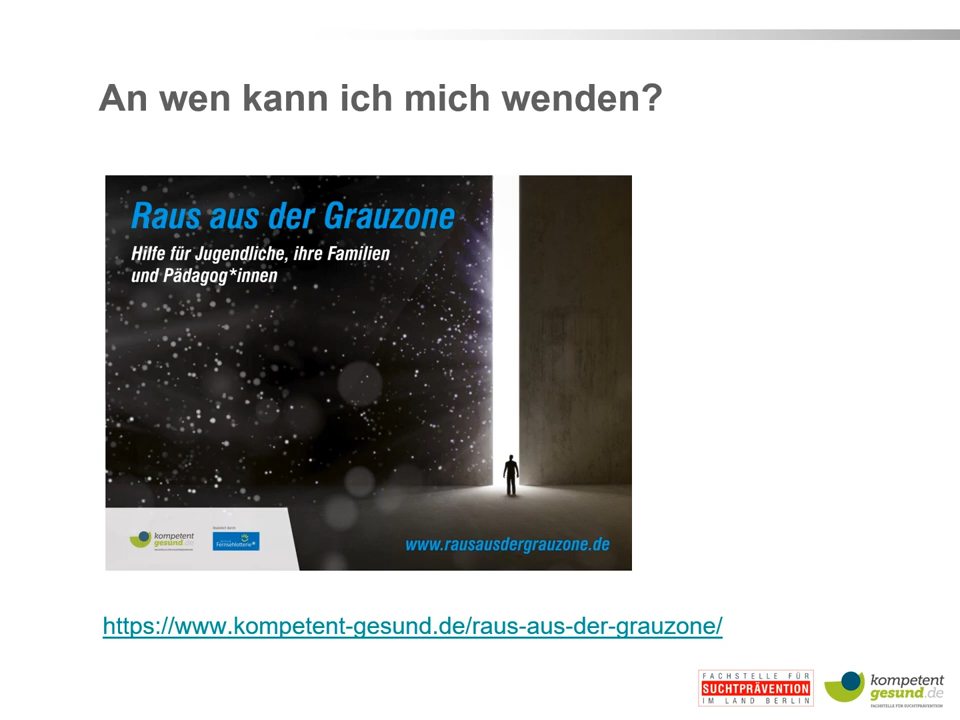 An wen kann ich mich wenden?
Raus aus der Grauzone
Hilfe für Jugendliche, ihre Familien
und Pädagog*innen
kompetent
gesund.de
FernsehLotterie
www.rausausdergrauzone.de
https://www.kompetent-gesund.de/raus-aus-der-grauzone/
FACHSTELLE FÜR
SUCHTPRÄVENTION
IM LAND BERLIN
kompetent
gesund.de
FACHSTELLE FÜR SUCHTPRÄVENTION